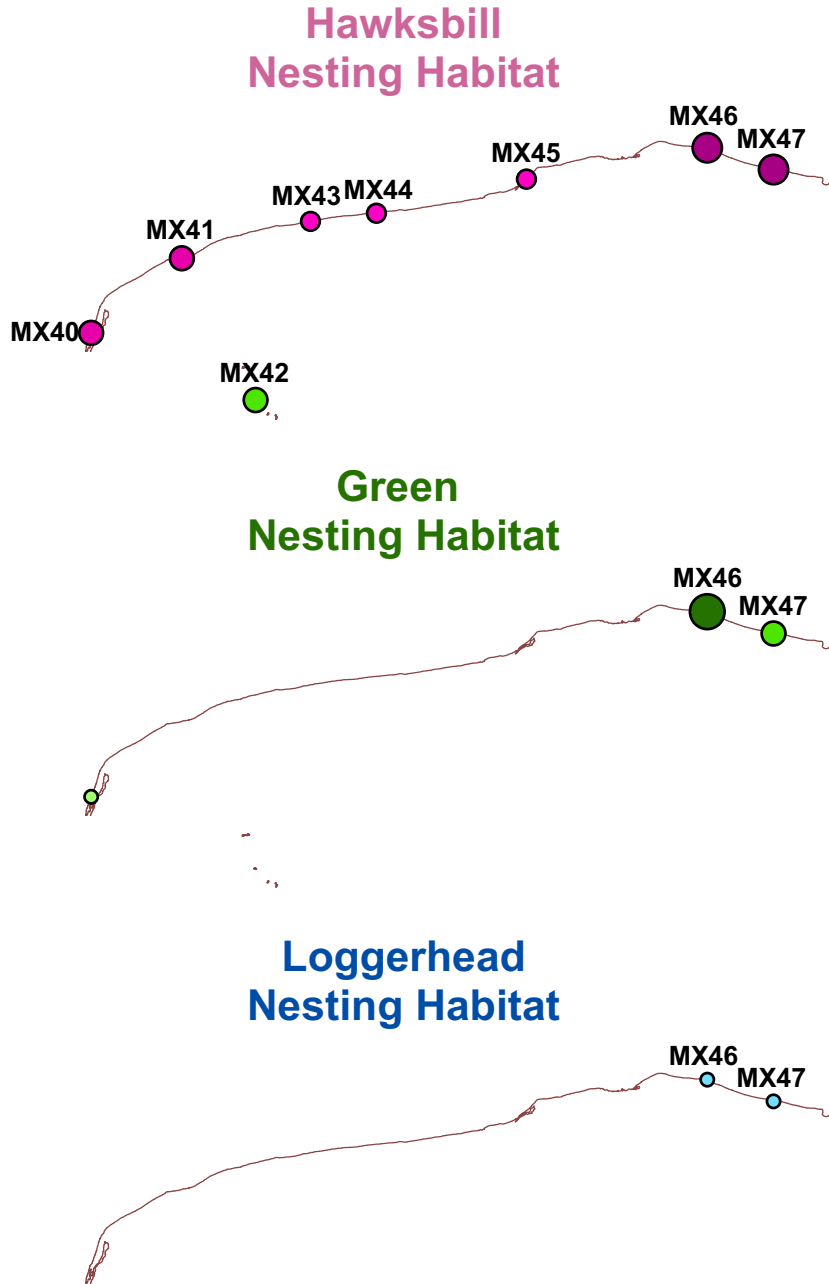 Hawksbill
Nesting Habitat
MX46
MX47
MX45
MX44
MX43
MX41
MX40
MX42
Green
Nesting Habitat
MX46
MX47
Loggerhead
Nesting Habitat
MX46
MX47